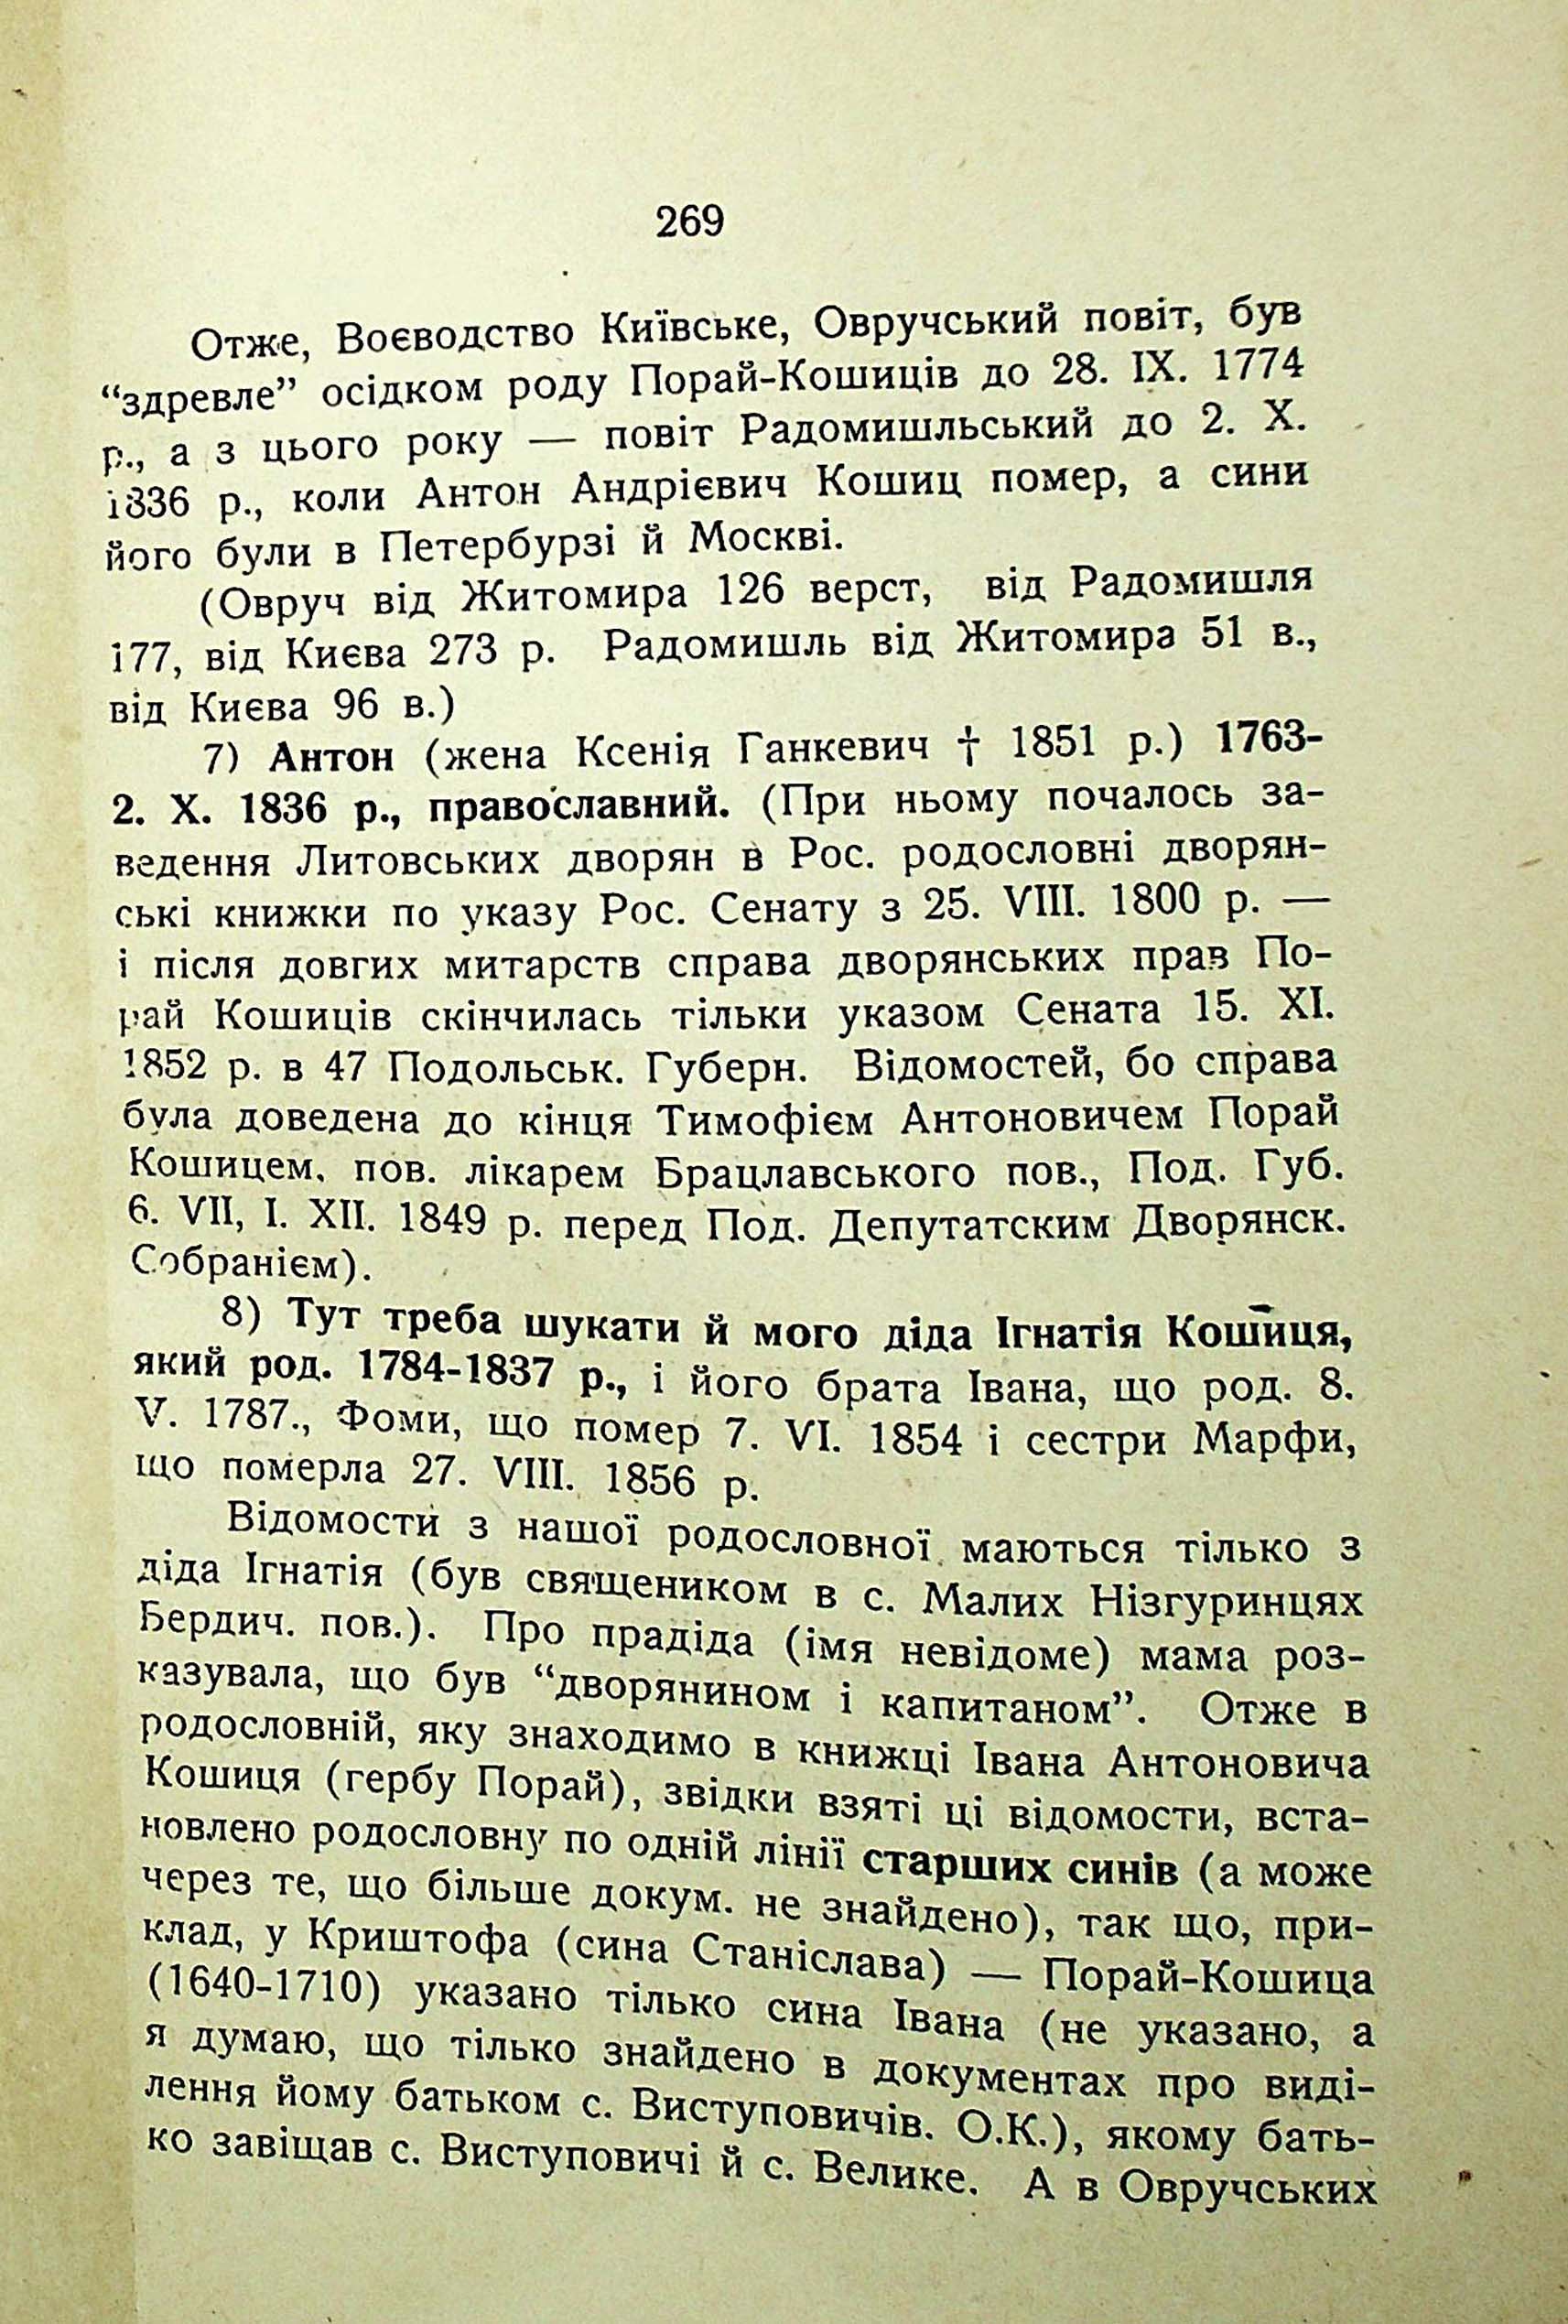 269
Отже, Воєводство Київське, Овручський повіт, був
“здревле” осідком роду Порай-Кошиців до 28. IX. 1774
р., а з цього року — повіт Радомишльський до 2. X.
1836 р., коли Антон Андрієвич Кошиц помер, а сини
його були в Петербурзі й Москві.
(Овруч від Житомира 126 верст, від Радомишля
177, від Києва 273 р. Радомишль від Житомира 51 в.,
від Києва 96 в.)
7) Антон (жена Ксенія Ганкевич † 1851 р.) 1763-
2. X. 1836 р., православний. (При ньому почалось за-
ведення Литовських дворян в Рос. родословні дворян-
ські книжки по указу Рос. Сенату з 25. VIII. 1800 р. —
і після довгих митарств справа дворянських прав По-
рай Кошиців скінчилась тільки указом Сената 15. XI.
1852 р. в 47 Подольськ. Губерн. Відомостей, бо справа
була доведена до кінця Тимофієм Антоновичем Порай
Кошицем, пов. лікарем Брацлавського пов., Под. Губ.
6. VII, I. XII. 1849 р. перед Под. Депутатским Дворянск.
Собранієм).
8) Тут треба шукати й мого діда Ігнатія Кошиця,
який род. 1784-1837 р., і його брата Івана, що род. 8.
V. 1787., Фоми, що помер 7. VI. 1854 і сестри Марфи,
що померла 27. VIII. 1856 р.
Відомости з нашої родословної маються тілько з
діда Ігнатія (був священиком в с. Малих Нізгуринцях
Бердич. пов.). Про прадіда (імя невідоме) мама роз-
казувала, що був “дворянином і капитаном”. Отже в
родословній, яку знаходимо в книжці Івана Антоновича
Кошиця (гербу Порай), звідки взяті ці відомости, вста-
новлено родословну по одній лінії старших синів (а може
через те, що більше докум. не знайдено), так що, при-
клад, у Криштофа (сина Станіслава) — Порай-Кошица
(1640-1710) указано тілько сина Івана (не указано, а
я думаю, що тілько знайдено в документах про виді-
лення йому батьком с. Виступовичів. О.К.), якому бать-
ко завіщав с. Виступовичі й с. Велике. А в Овручських